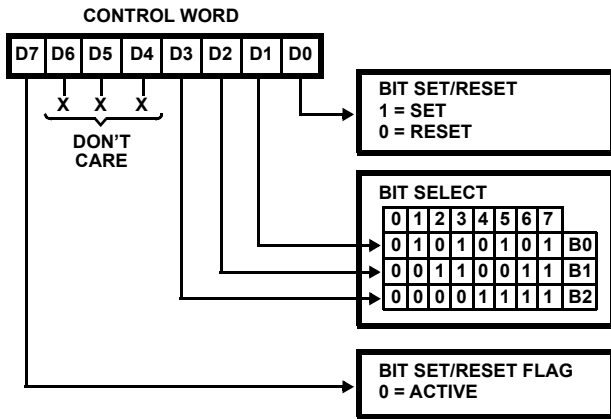 CONTROL WORD
D7 D6 D5 D4 D3 D2 D1 D0
X X X
DON'T
CARE
BIT SET/RESET
1 = SET
0 = RESET
BIT SELECT
0 1 2 3 4 5 6 7
0 1 0 1 0 1 0 1 B0
0 0 1 1 0 0 1 1 B1
0 0 0 0 1 1 1 1 B2
BIT SET/RESET FLAG
0 = ACTIVE